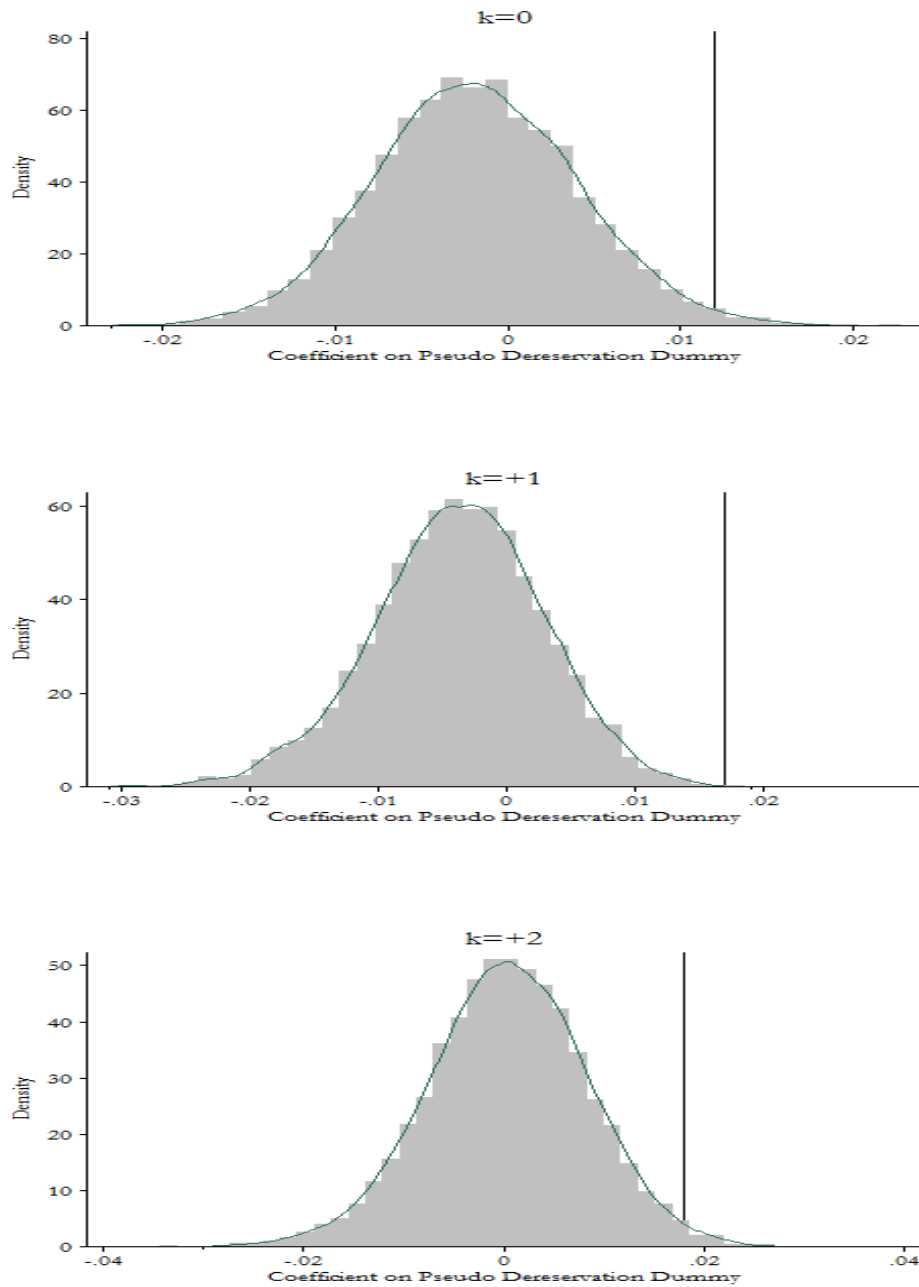 k=0
80
60
40
20
0
Density
-.02 -.01 0 .01 .02
Coefficient on Pseudo Dereservation Dummy
k=+1
60
40
20
0
Density
-.03 -.02 -.01 0 .01 .02
Coefficient on Pseudo Dereservation Dummy
k=+2
50
40
30
20
10
0
Density
-.04 -.02 0 .02 .04
Coefficient on Pseudo Dereservation Dummy